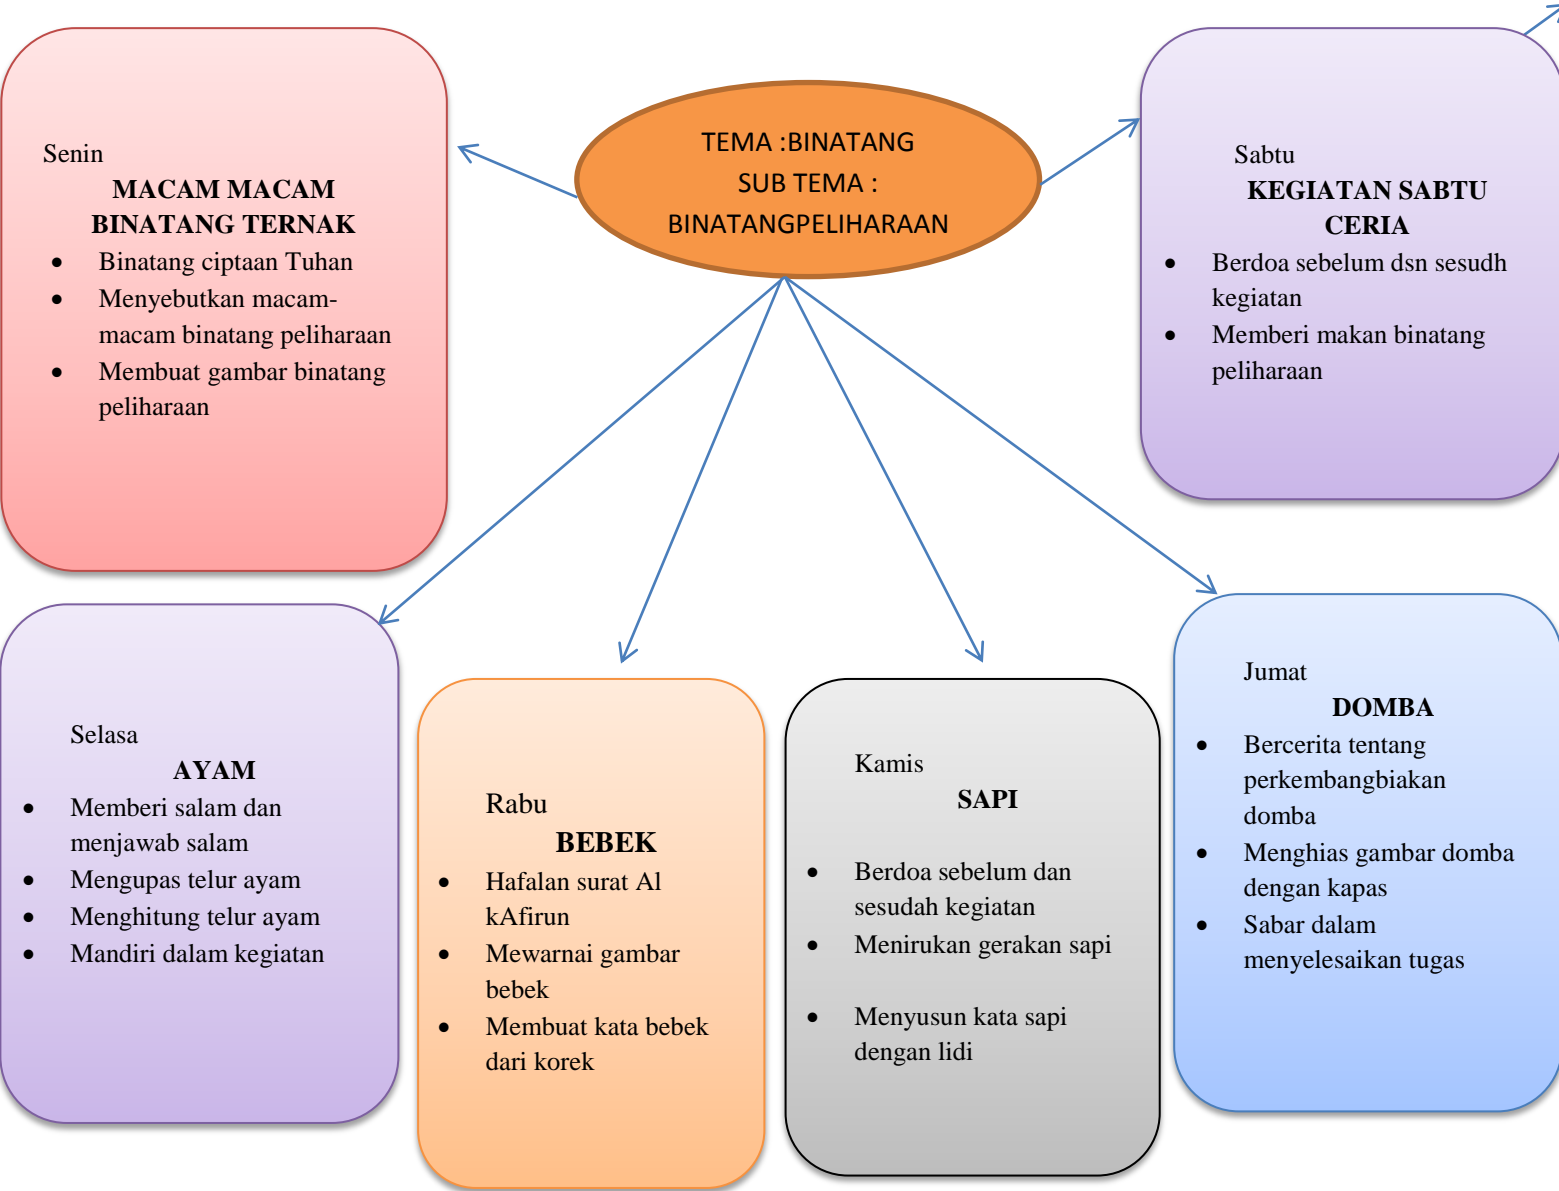 TEMA :BINATANG
SUB TEMA :
BINATANGPELIHARAAN
Senin
MACAM MACAM
BINATANG TERNAK
• Binatang ciptaan Tuhan
• Menyebutkan macam-
macam binatang peliharaan
• Membuat gambar binatang
peliharaan
Sabtu
KEGIATAN SABTU
CERIA
• Berdoa sebelum dsn sesudh
kegiatan
• Memberi makan binatang
peliharaan
Selasa
AYAM
• Memberi salam dan
menjawab salam
• Mengupas telur ayam
• Menghitung telur ayam
• Mandiri dalam kegiatan
Rabu
BEBEK
• Hafalan surat Al
kAfirun
• Mewarnai gambar
bebek
• Membuat kata bebek
dari korek
Kamis
SAPI
• Berdoa sebelum dan
sesudah kegiatan
• Menirukan gerakan sapi
• Menyusun kata sapi
dengan lidi
Jumat
DOMBA
• Bercerita tentang
perkembangbiakan
domba
• Menghias gambar domba
dengan kapas
• Sabar dalam
menyelesaikan tugas